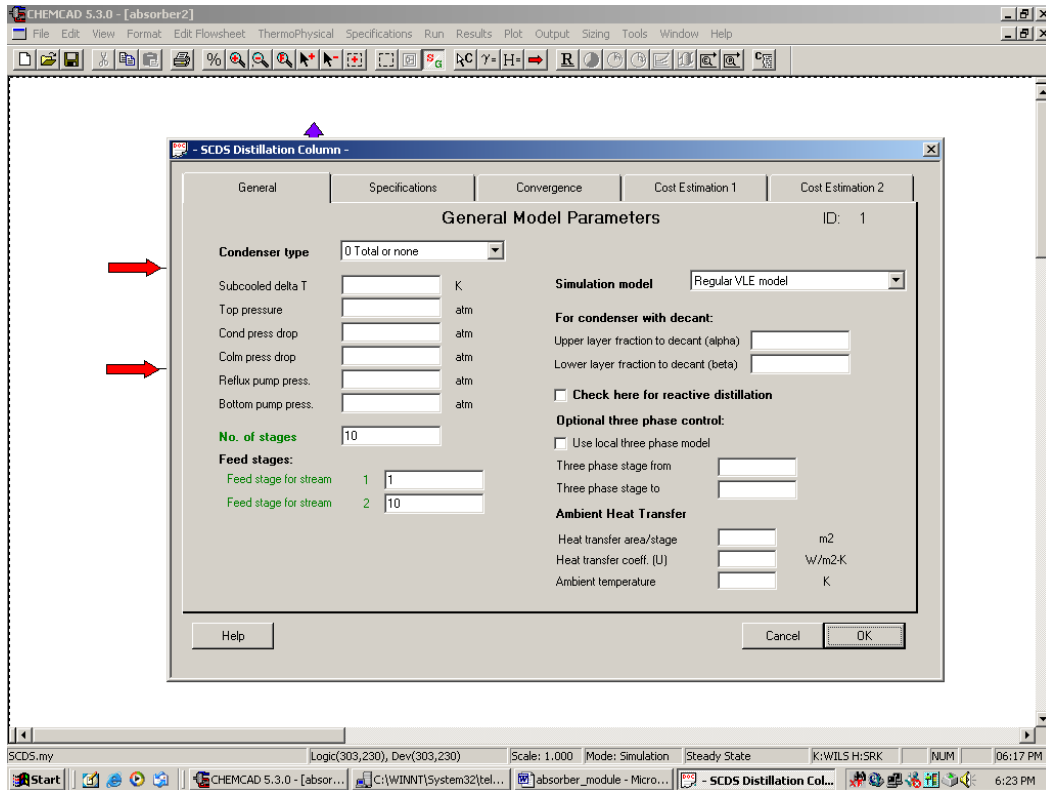 CHEMCAD 5.3.0 - [absorber2]
File Edit View Format Edit Flowsheet ThermoPhysical Specifications Run Results Plot Output Sizing Tools Window Help
% S G C γ= H= R C
- SCDS Distillation Column -
General Specifications Convergence Cost Estimation 1 Cost Estimation 2
General Model Parameters ID: 1
Condenser type 0 Total or none
Subcooled delta T K
Top pressure atm
Cond press drop atm
Colm press drop atm
Reflux pump press. atm
Bottom pump press. atm
No. of stages 10
Feed stages:
Feed stage for stream 1 1
Feed stage for stream 2 10
Simulation model Regular VLE model
For condenser with decant:
Upper layer fraction to decant (alpha)
Lower layer fraction to decant (beta)
Check here for reactive distillation
Optional three phase control:
Use local three phase model
Three phase stage from
Three phase stage to
Ambient Heat Transfer
Heat transfer area/stage m2
Heat transfer coeff. (U) W/m2-K
Ambient temperature K
Help Cancel OK
SCDS.my Logic(303,230), Dev(303,230) Scale: 1.000 Mode: Simulation Steady State K:WILS H:SRK NUM 06:17 PM
Start CHEMCAD 5.3.0 - [absor... C:\WINNT\System32\tel... absorber_module - Micro... - SCDS Distillation Col... 6:23 PM